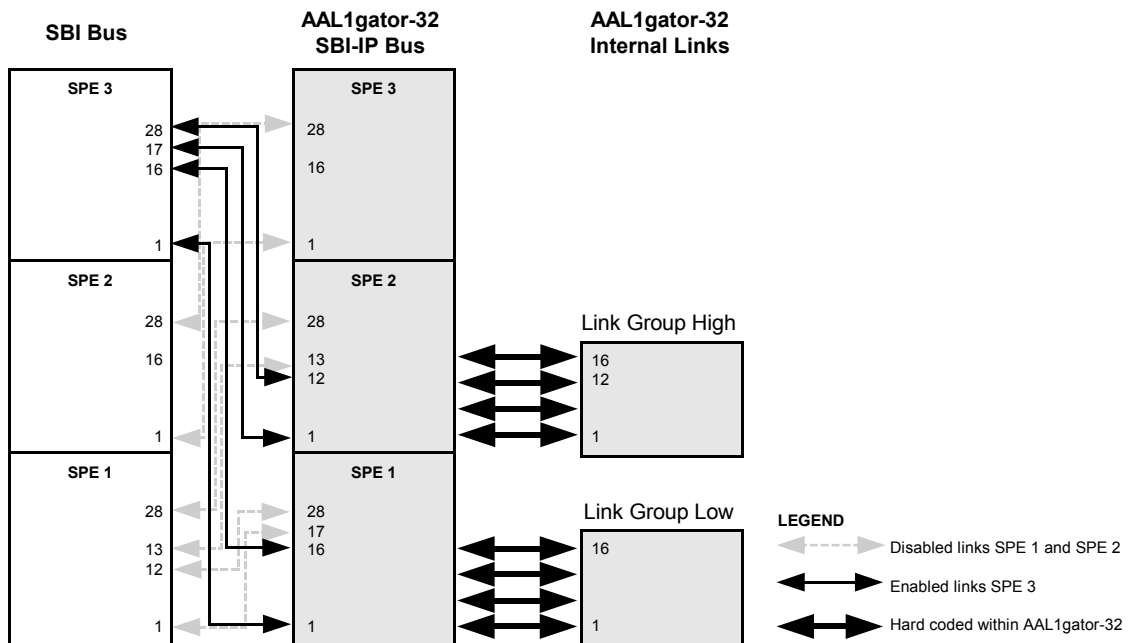 SBI Bus
AAL1gator-32
SBI-IP Bus
AAL1gator-32
Internal Links
SPE 3
28
17
16
1
SPE 2
28
16
1
SPE 1
28
13
12
1
SPE 3
28
16
1
SPE 2
28
13
12
1
SPE 1
28
17
16
1
Link Group High
16
12
1
Link Group Low
16
1
LEGEND
Disabled links SPE 1 and SPE 2
Enabled links SPE 3
Hard coded within AAL1gator-32